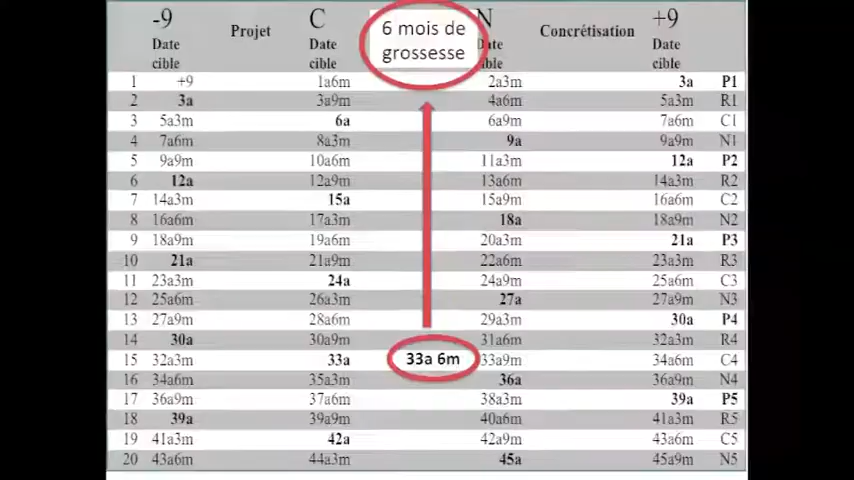 -9 Projet C 6 mois de grossesse N Concrétisation +9
Date cible Date cible Date cible Date cible
1 +9 1a6m 2a3m 3a P1
2 3a 3a9m 4a6m 5a3m R1
3 5a3m 6a 6a9m 7a6m C1
4 7a6m 8a3m 9a 9a9m N1
5 9a9m 10a6m 11a3m 12a P2
6 12a 12a9m 13a6m 14a3m R2
7 14a3m 15a 15a9m 16a6m C2
8 16a6m 17a3m 18a 18a9m N2
9 18a9m 19a6m 20a3m 21a P3
10 21a 21a9m 22a6m 23a3m R3
11 23a3m 24a 24a9m 25a6m C3
12 25a6m 26a3m 27a 27a9m N3
13 27a9m 28a6m 29a3m 30a P4
14 30a 30a9m 31a6m 32a3m R4
15 32a3m 33a 33a 6m 33a9m 34a6m C4
16 34a6m 35a3m 36a 36a9m N4
17 36a9m 37a6m 38a3m 39a P5
18 39a 39a9m 40a6m 41a3m R5
19 41a3m 42a 42a9m 43a6m C5
20 43a6m 44a3m 45a 45a9m N5